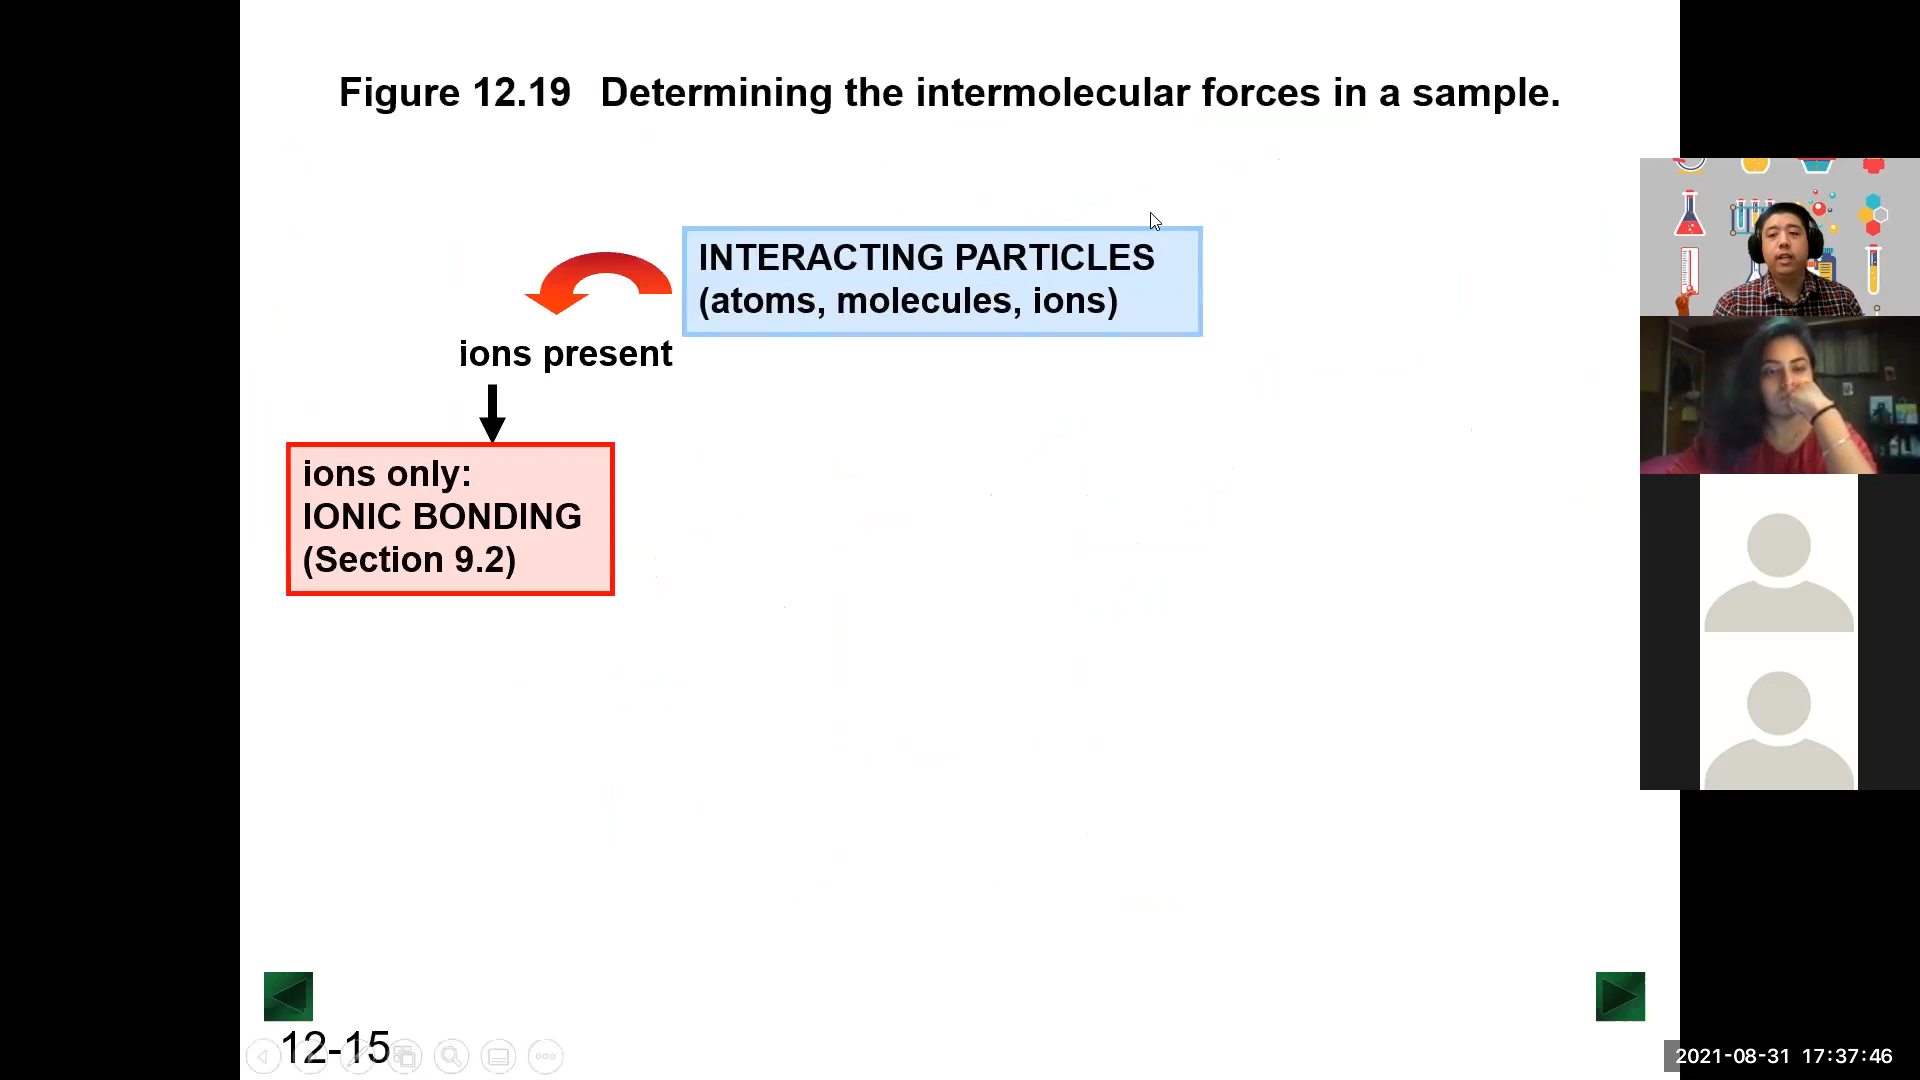 Figure 12.19 Determining the intermolecular forces in a sample.
INTERACTING PARTICLES
(atoms, molecules, ions)
ions present
ions only:
IONIC BONDING
(Section 9.2)
12-15
2021-08-31 17:37:46